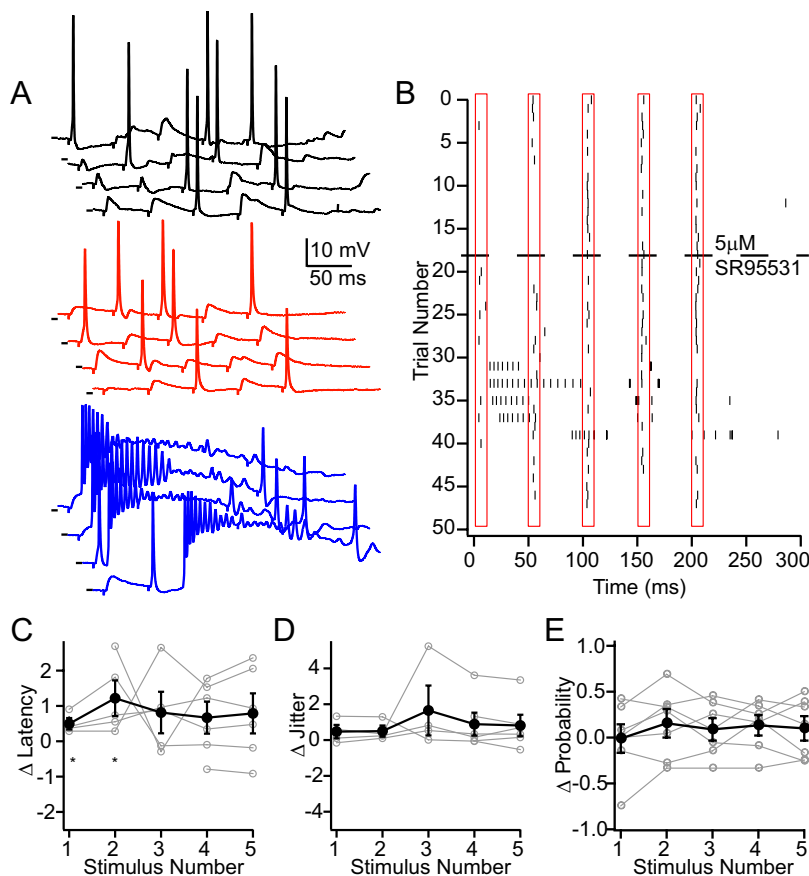 A
10 mV
50 ms
B
0
5
10
15
20
25
30
35
40
45
50
Trial Number
5µM
SR95531
0
50
100
150
200
250
300
Time (ms)
C
2
1
0
-1
-2
Δ Latency
*
*
1
2
3
4
5
Stimulus Number
D
4
2
0
-2
-4
Δ Jitter
1
2
3
4
5
Stimulus Number
E
1.0
0.5
0.0
-0.5
-1.0
Δ Probability
1
2
3
4
5
Stimulus Number